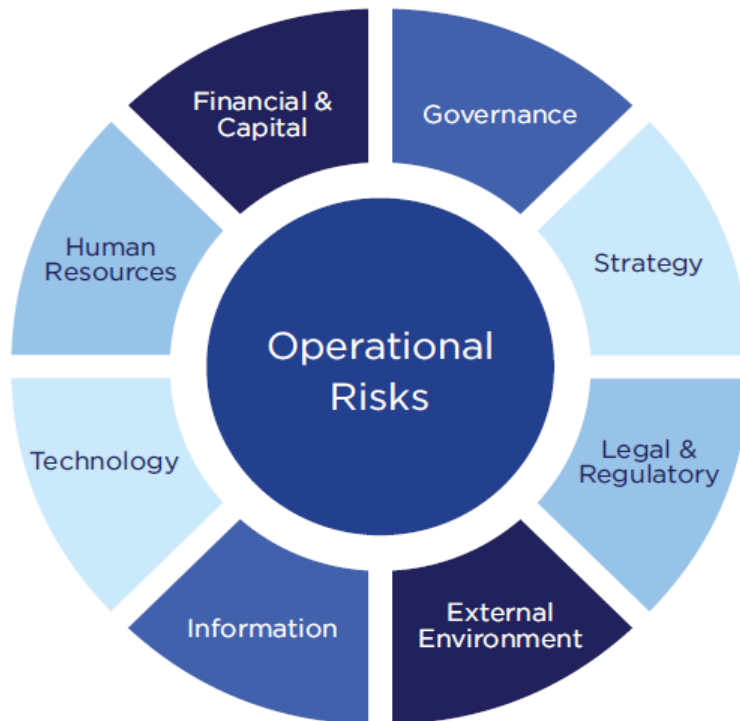 Financial &
Capital
Governance
Human
Resources
Strategy
Operational
Risks
Technology
Legal &
Regulatory
Information
External
Environment